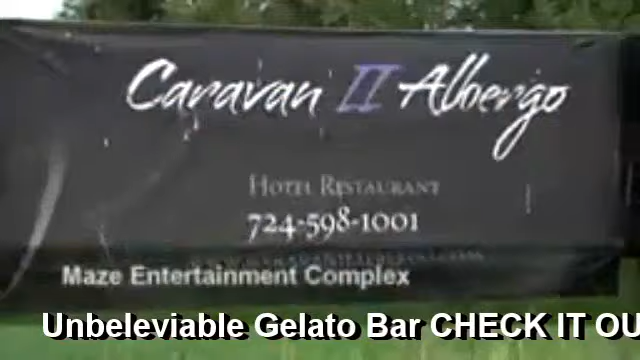 Caravan II Albergo
Hotel Restaurant
724-598-1001
Maze Entertainment Complex
Unbeleviable Gelato Bar CHECK IT OU